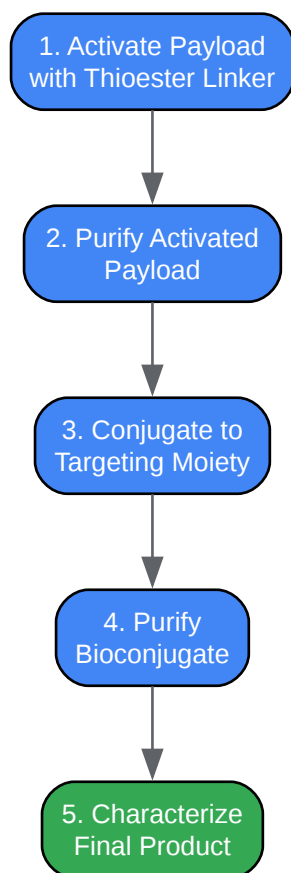 1. Activate Payload
with Thioester Linker
2. Purify Activated
Payload
3. Conjugate to
Targeting Moiety
4. Purify
Bioconjugate
5. Characterize
Final Product